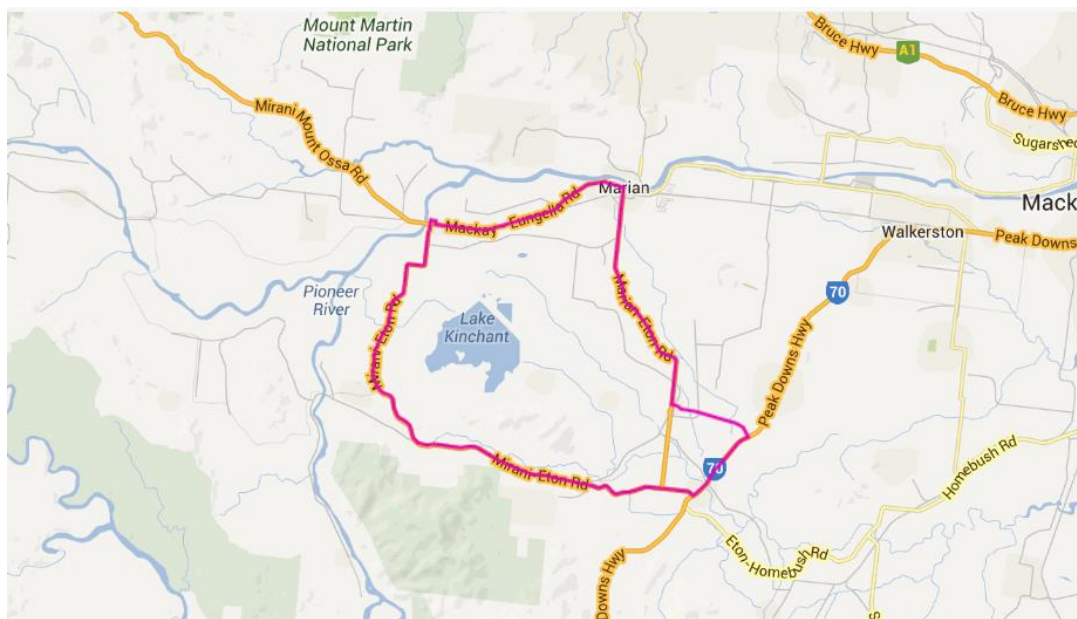 Mount Martin
National Park
Bruce Hwy
A1
Bruce Hwy
Mirani Mount Ossa Rd
Sugarshed
Marian
Mack
Mackay
Eungella Rd
Walkerston
Peak Downs
Pioneer
River
70
Lake
Kinchant
Marian-Eton Rd
Mirani-Eton Rd
Peak Downs Hwy
Homebush Rd
70
Mirani-Eton Rd
Eton-Homebush Rd
Downs Hwy
S